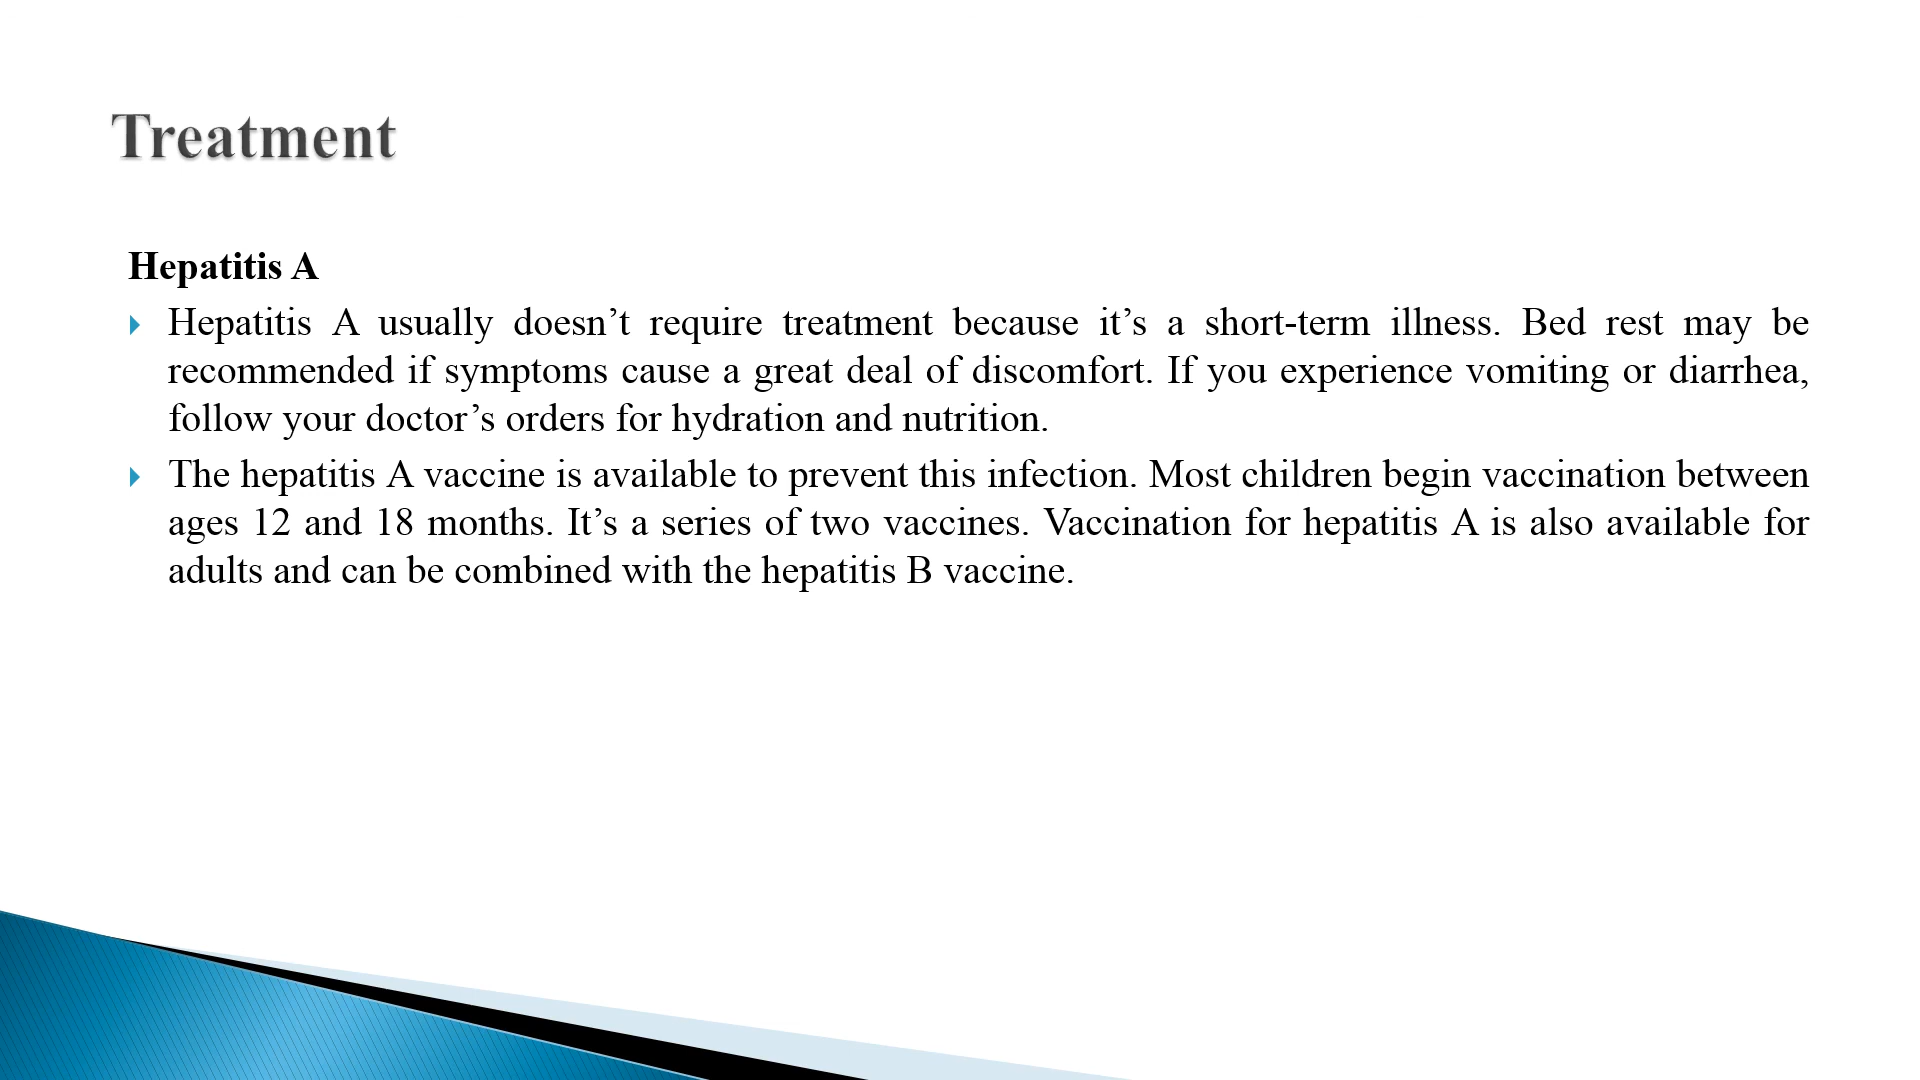 Treatment
Hepatitis A
Hepatitis A usually doesn’t require treatment because it’s a short-term illness. Bed rest may be
recommended if symptoms cause a great deal of discomfort. If you experience vomiting or diarrhea,
follow your doctor’s orders for hydration and nutrition.
The hepatitis A vaccine is available to prevent this infection. Most children begin vaccination between
ages 12 and 18 months. It’s a series of two vaccines. Vaccination for hepatitis A is also available for
adults and can be combined with the hepatitis B vaccine.